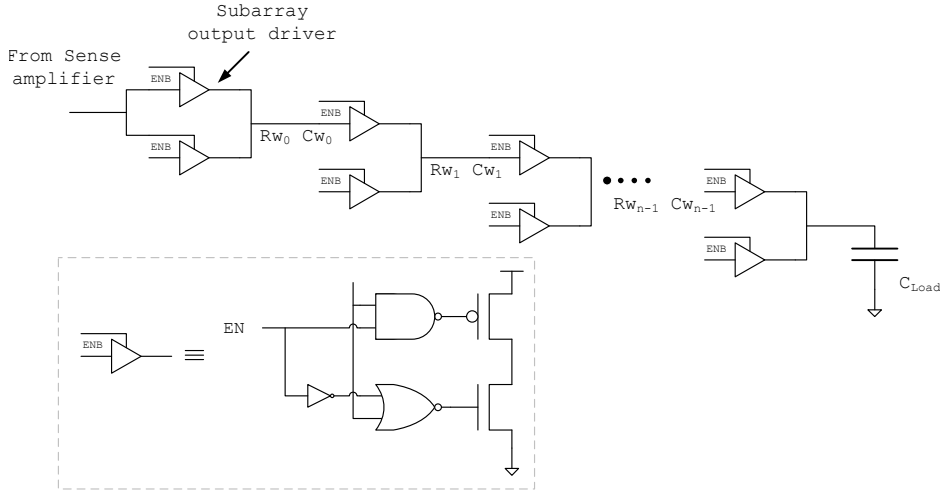 Subarray
output driver
From Sense
amplifier
ENB
ENB
ENB
Rw0 Cw0
ENB
ENB
Rw1 Cw1
ENB
ENB
Rwn-1 Cwn-1
ENB
ENB
CLoad
EN
ENB